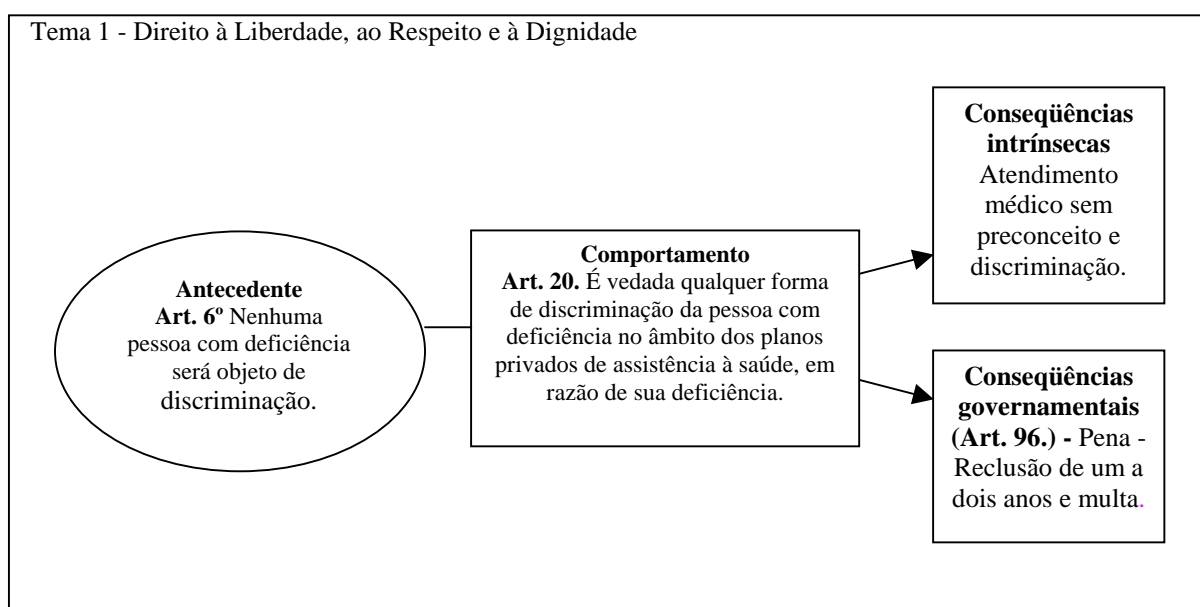 Tema 1 - Direito à Liberdade, ao Respeito e à Dignidade
Antecedente
Art. 6º Nenhuma
pessoa com deficiência
será objeto de
discriminação.
Comportamento
Art. 20. É vedada qualquer forma
de discriminação da pessoa com
deficiência no âmbito dos planos
privados de assistência à saúde, em
razão de sua deficiência.
Conseqüências
intrínsecas
Atendimento
médico sem
preconceito e
discriminação.
Conseqüências
governamentais
(Art. 96.) - Pena -
Reclusão de um a
dois anos e multa.